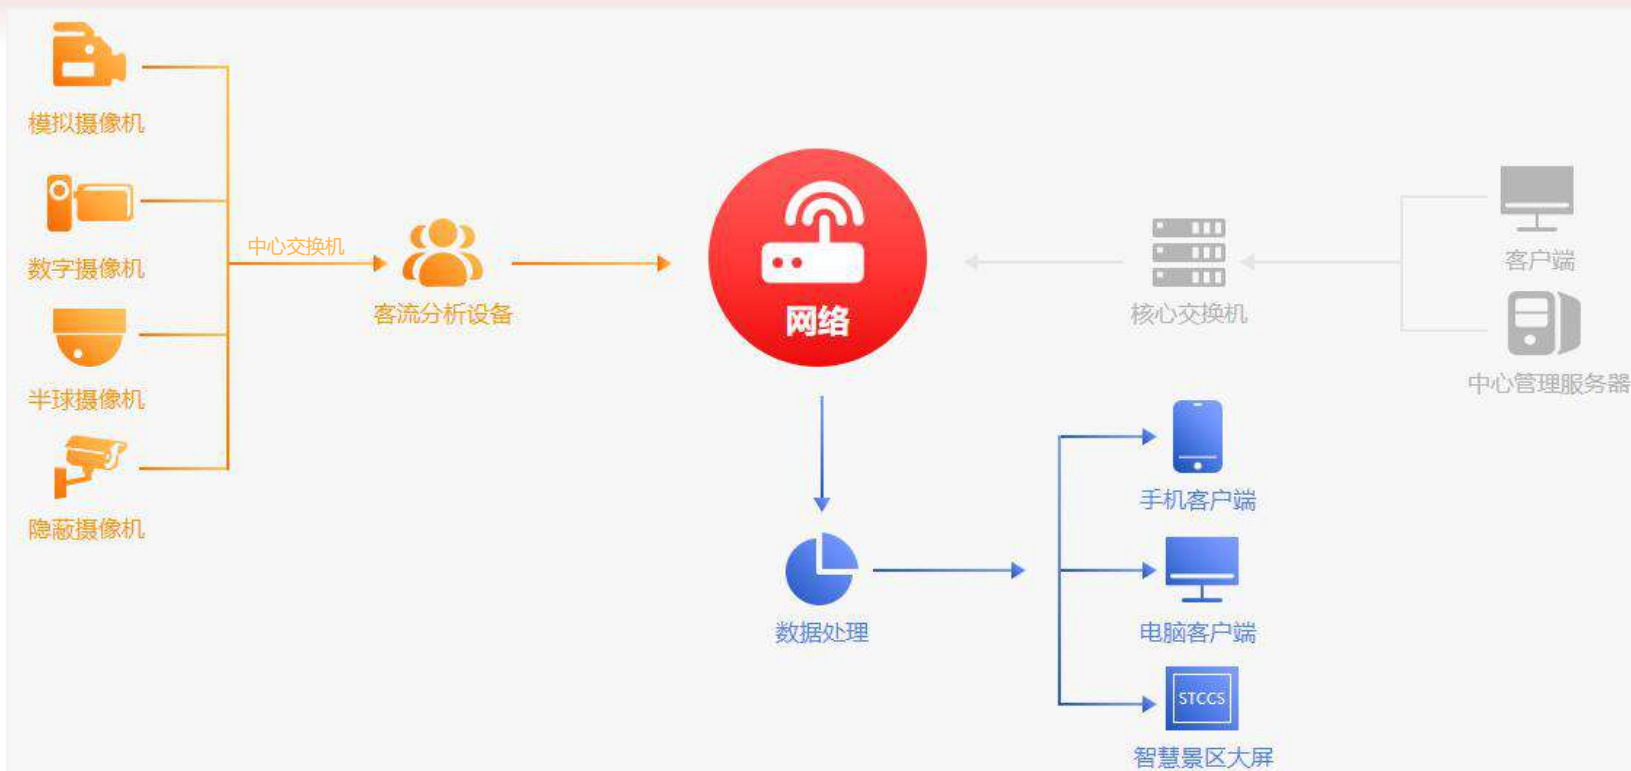 模拟摄像机
数字摄像机
中心交换机
客流分析设备
半球摄像机
隐蔽摄像机
网络
核心交换机
客户端
中心管理服务器
手机客户端
数据处理
电脑客户端
STCCS
智慧景区大屏